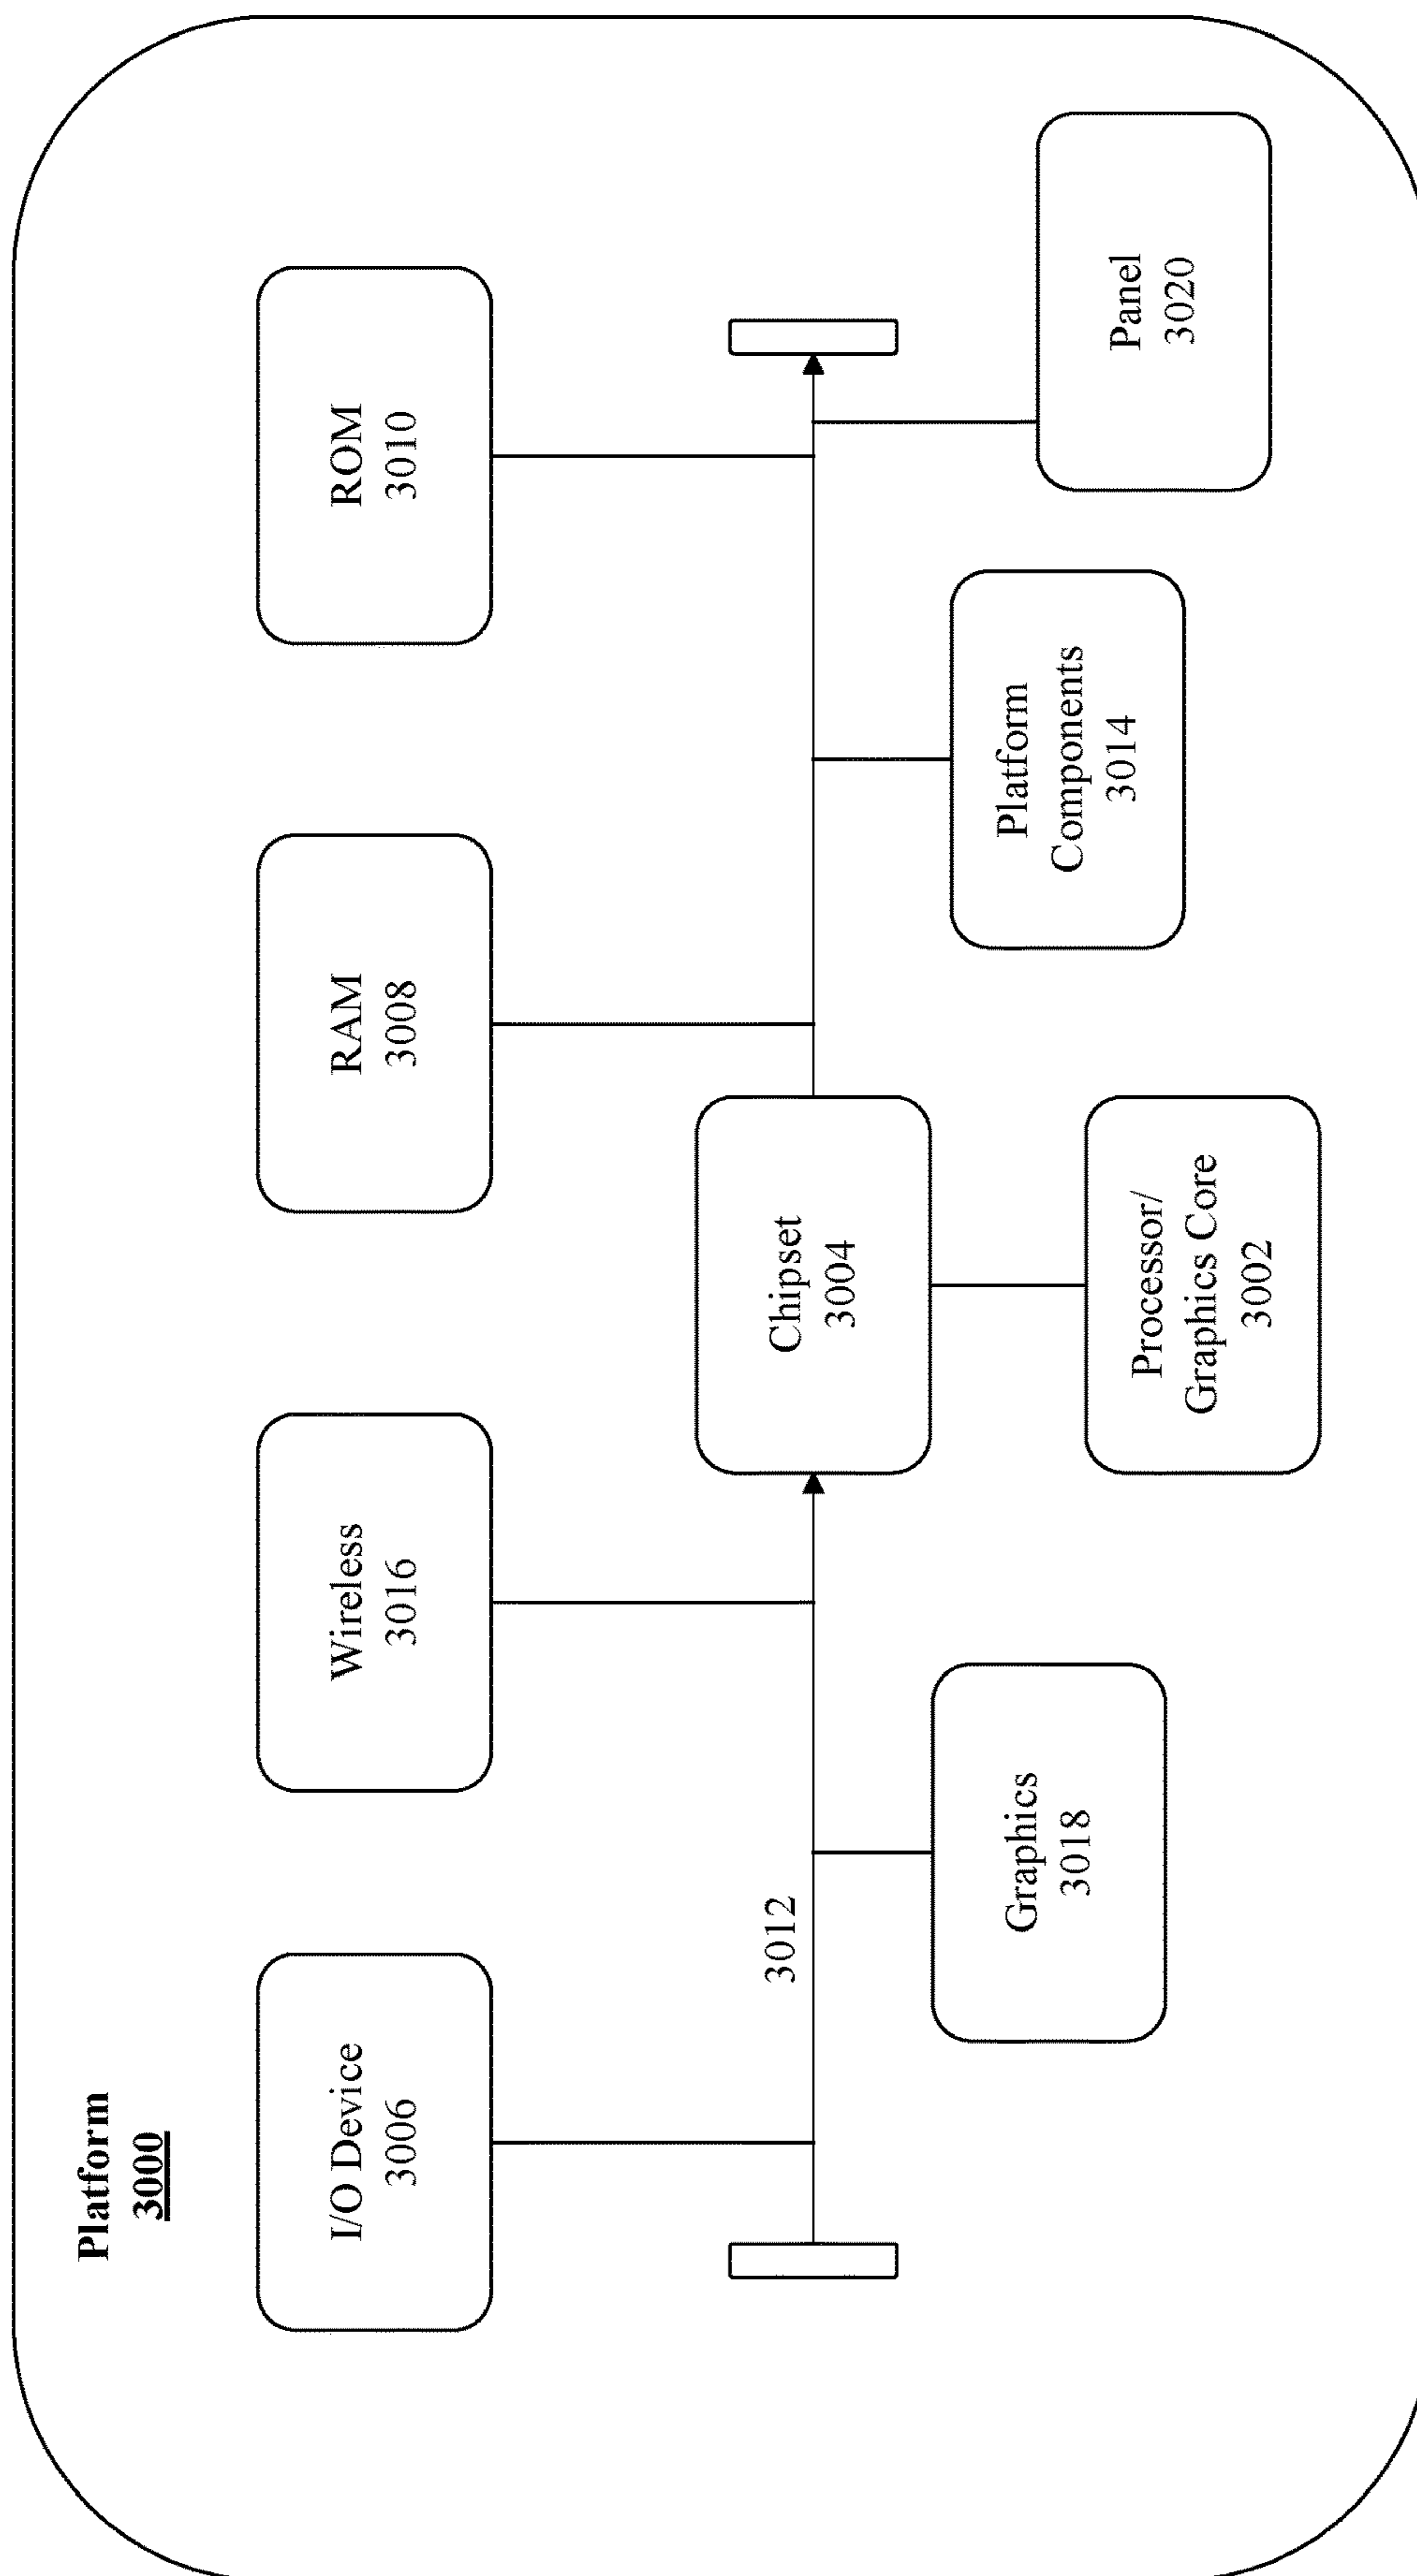 Platform
3000
I/O Device
3006
Wireless
3016
RAM
3008
ROM
3010
3012
Chipset
3004
Graphics
3018
Processor/
Graphics Core
3002
Platform
Components
3014
Panel
3020